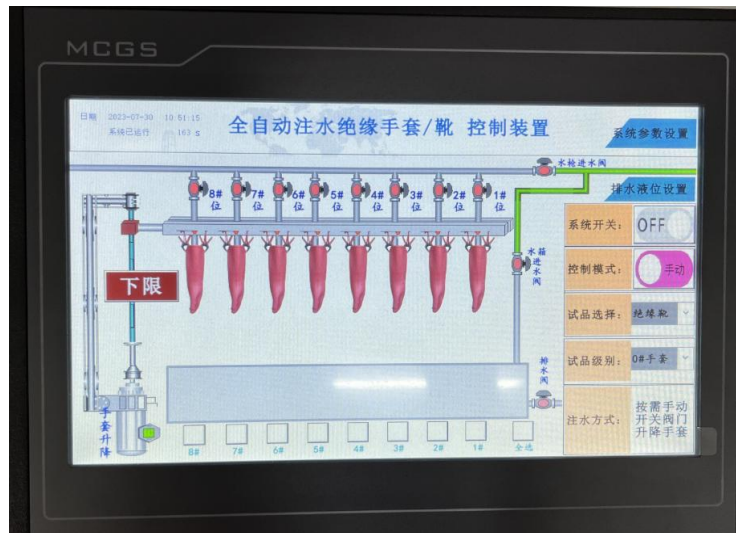 MCGS
日期 2023-07-30 10:51:15
系统已运行 163 s
全自动注水绝缘手套/靴 控制装置
系统参数设置
水枪进水阀
排水液位设置
8#位
7#位
6#位
5#位
4#位
3#位
2#位
1#位
系统开关: OFF
水箱进水阀
控制模式: 手动
下限
试品选择: 绝缘靴
试品级别: 0#手套
排水阀
注水方式: 按需手动
开关阀门
升降手套
手套升降
8# 7# 6# 5# 4# 3# 2# 1# 全选